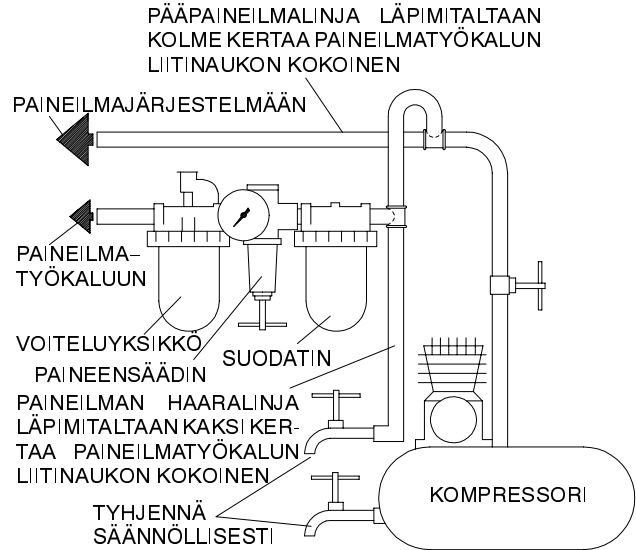 PÄÄPAINEILMALINJA LÄPIMITALTAAN
KOLME KERTAA PAINEILMATYÖKALUN
LIITINAUKON KOKOINEN
PAINEILMAJÄRJESTELMÄÄN
PAINEILMA–
TYÖKALUUN
VOITELUYKSIKKÖ
SUODATIN
PAINEENSÄÄDIN
PAINEILMAN HAARALINJA
LÄPIMITALTAAN KAKSI KER-
TAA PAINEILMATYÖKALUN
LIITINAUKON KOKOINEN
KOMPRESSORI
TYHJENNÄ
SÄÄNNÖLLISESTI